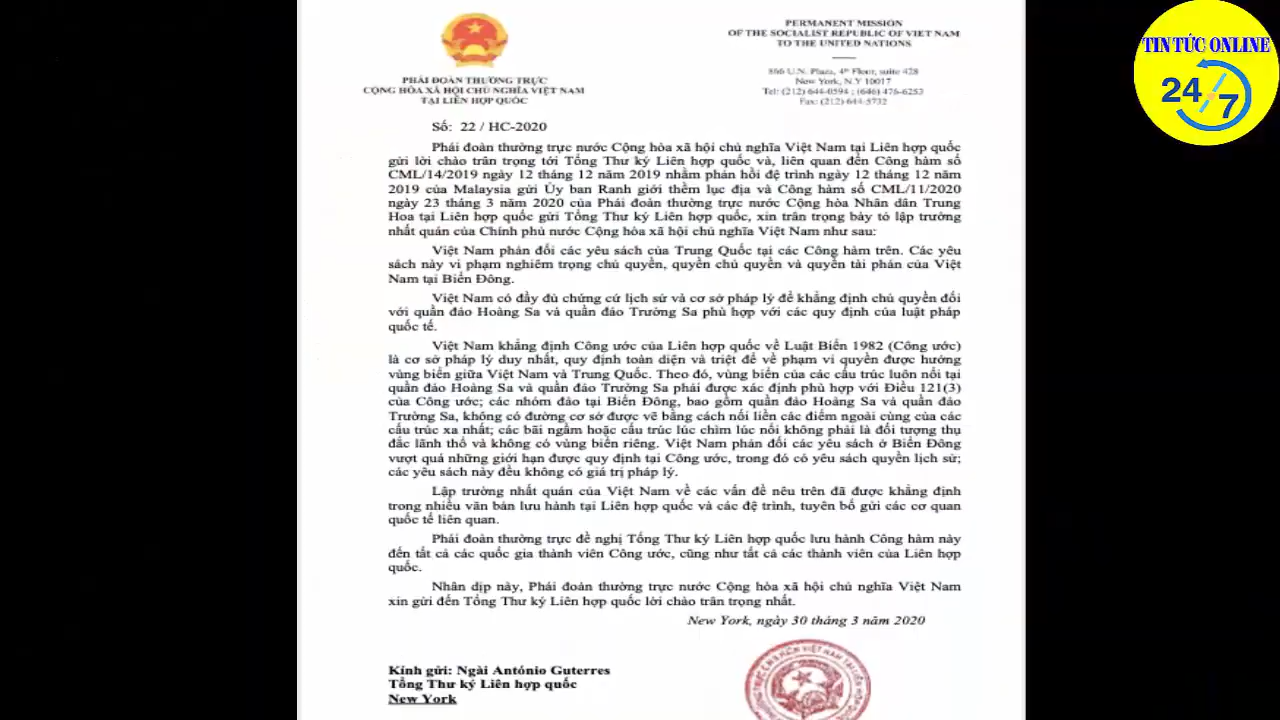 PHÁI ĐOÀN THƯỜNG TRỰC
CỘNG HÒA XÃ HỘI CHỦ NGHĨA VIỆT NAM
TẠI LIÊN HỢP QUỐC
PERMANENT MISSION
OF THE SOCIALIST REPUBLIC OF VIET NAM
TO THE UNITED NATIONS
866 U.N. Plaza, 4th Floor, suite 428
New York, N.Y 10017
Tel: (212) 644-0594 ; (646) 476-6253
Fax: (212) 644-5732
TIN TỨC ONLINE
24/7
Số: 22 / HC-2020
Phái đoàn thường trực nước Cộng hòa xã hội chủ nghĩa Việt Nam tại Liên hợp quốc
gửi lời chào trân trọng tới Tổng Thư ký Liên hợp quốc và, liên quan đến Công hàm số
CML/14/2019 ngày 12 tháng 12 năm 2019 nhằm phản hồi đệ trình ngày 12 tháng 12 năm
2019 của Malaysia gửi Ủy ban Ranh giới thềm lục địa và Công hàm số CML/11/2020
ngày 23 tháng 3 năm 2020 của Phái đoàn thường trực nước Cộng hòa Nhân dân Trung
Hoa tại Liên hợp quốc gửi Tổng Thư ký Liên hợp quốc, xin trân trọng bày tỏ lập trường
nhất quán của Chính phủ nước Cộng hòa xã hội chủ nghĩa Việt Nam như sau:
Việt Nam phản đối các yêu sách của Trung Quốc tại các Công hàm trên. Các yêu
sách này vi phạm nghiêm trọng chủ quyền, quyền chủ quyền và quyền tài phán của Việt
Nam tại Biển Đông.
Việt Nam có đầy đủ chứng cứ lịch sử và cơ sở pháp lý để khẳng định chủ quyền đối
với quần đảo Hoàng Sa và quần đảo Trường Sa phù hợp với các quy định của luật pháp
quốc tế.
Việt Nam khẳng định Công ước của Liên hợp quốc về Luật Biển 1982 (Công ước)
là cơ sở pháp lý duy nhất, quy định toàn diện và triệt để về phạm vi quyền được hưởng
vùng biển giữa Việt Nam và Trung Quốc. Theo đó, vùng biển của các cấu trúc luôn nổi tại
quần đảo Hoàng Sa và quần đảo Trường Sa phải được xác định phù hợp với Điều 121(3)
của Công ước; các nhóm đảo tại Biển Đông, bao gồm quần đảo Hoàng Sa và quần đảo
Trường Sa, không có đường cơ sở được vẽ bằng cách nối liền các điểm ngoài cùng của các
cấu trúc xa nhất; các bãi ngầm hoặc cấu trúc lúc chìm lúc nổi không phải là đối tượng thụ
đắc lãnh thổ và không có vùng biển riêng. Việt Nam phản đối các yêu sách ở Biển Đông
vượt quá những giới hạn được quy định tại Công ước, trong đó có yêu sách quyền lịch sử;
các yêu sách này đều không có giá trị pháp lý.
Lập trường nhất quán của Việt Nam về các vấn đề nêu trên đã được khẳng định
trong nhiều văn bản lưu hành tại Liên hợp quốc và các đệ trình, tuyên bố gửi các cơ quan
quốc tế liên quan.
Phái đoàn thường trực đề nghị Tổng Thư ký Liên hợp quốc lưu hành Công hàm này
đến tất cả các quốc gia thành viên Công ước, cũng như tất cả các thành viên của Liên hợp
quốc.
Nhân dịp này, Phái đoàn thường trực nước Cộng hòa xã hội chủ nghĩa Việt Nam
xin gửi đến Tổng Thư ký Liên hợp quốc lời chào trân trọng nhất.
New York, ngày 30 tháng 3 năm 2020
Kính gửi: Ngài António Guterres
Tổng Thư ký Liên hợp quốc
New York